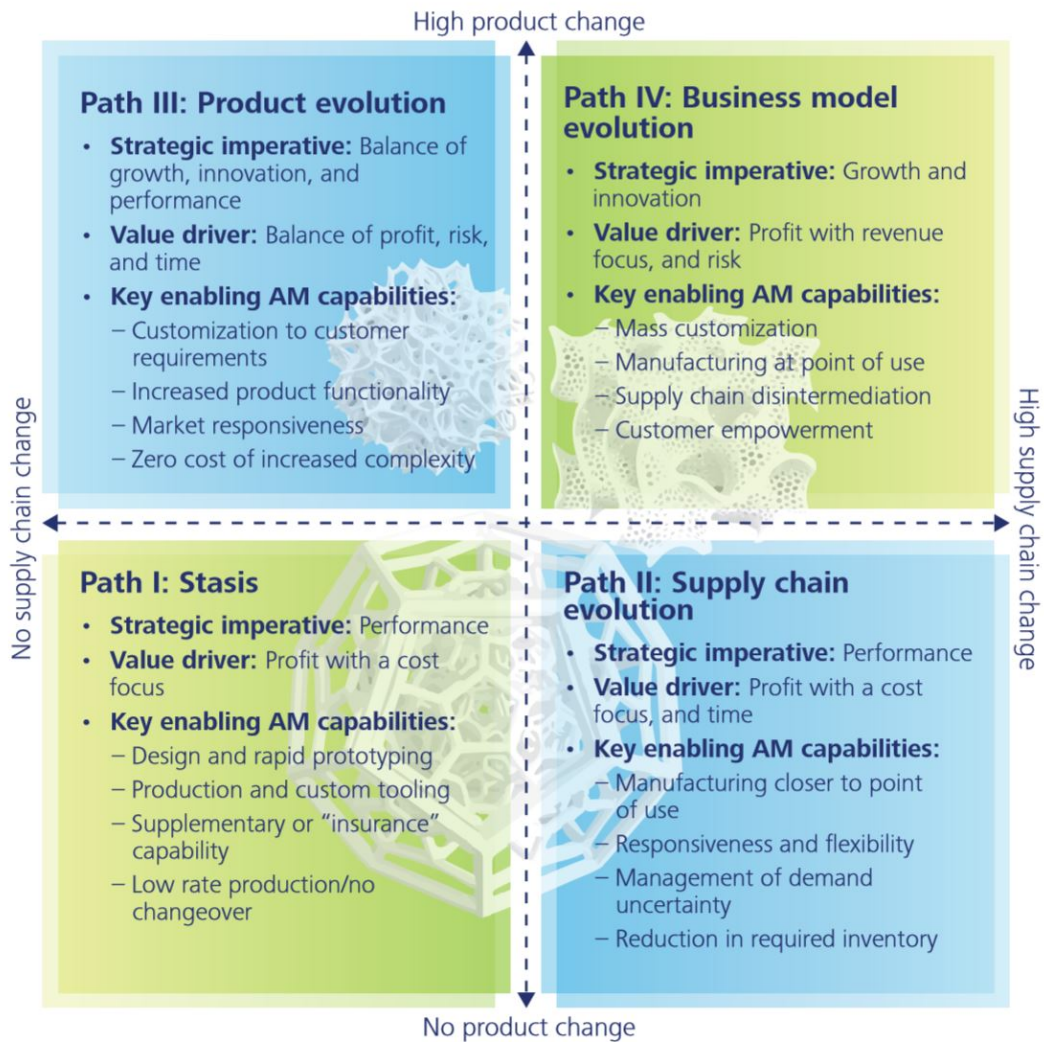 High product change
Path III: Product evolution
• Strategic imperative: Balance of
growth, innovation, and
performance
• Value driver: Balance of profit, risk,
and time
• Key enabling AM capabilities:
– Customization to customer
requirements
– Increased product functionality
– Market responsiveness
– Zero cost of increased complexity
Path IV: Business model
evolution
• Strategic imperative: Growth and
innovation
• Value driver: Profit with revenue
focus, and risk
• Key enabling AM capabilities:
– Mass customization
– Manufacturing at point of use
– Supply chain disintermediation
– Customer empowerment
No supply chain change
High supply chain change
Path I: Stasis
• Strategic imperative: Performance
• Value driver: Profit with a cost
focus
• Key enabling AM capabilities:
– Design and rapid prototyping
– Production and custom tooling
– Supplementary or “insurance”
capability
– Low rate production/no
changeover
Path II: Supply chain
evolution
• Strategic imperative: Performance
• Value driver: Profit with a cost
focus, and time
• Key enabling AM capabilities:
– Manufacturing closer to point
of use
– Responsiveness and flexibility
– Management of demand
uncertainty
– Reduction in required inventory
No product change